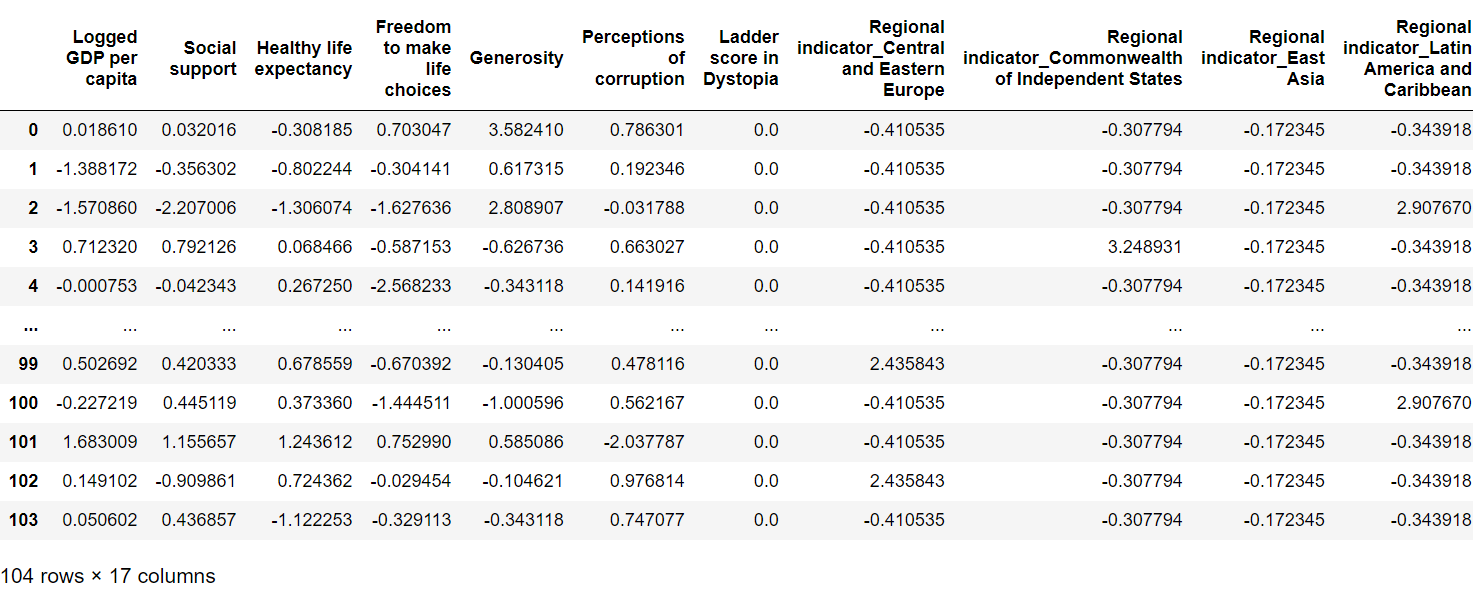 Logged GDP per capita Social support Healthy life expectancy Freedom to make life choices Generosity Perceptions of corruption Ladder score in Dystopia Regional indicator_Central and Eastern Europe Regional indicator_Commonwealth of Independent States Regional indicator_East Asia Regional indicator_Latin America and Caribbean
0 0.018610 0.032016 -0.308185 0.703047 3.582410 0.786301 0.0 -0.410535 -0.307794 -0.172345 -0.343918
1 -1.388172 -0.356302 -0.802244 -0.304141 0.617315 0.192346 0.0 -0.410535 -0.307794 -0.172345 -0.343918
2 -1.570860 -2.207006 -1.306074 -1.627636 2.808907 -0.031788 0.0 -0.410535 -0.307794 -0.172345 2.907670
3 0.712320 0.792126 0.068466 -0.587153 -0.626736 0.663027 0.0 -0.410535 3.248931 -0.172345 -0.343918
4 -0.000753 -0.042343 0.267250 -2.568233 -0.343118 0.141916 0.0 -0.410535 -0.307794 -0.172345 -0.343918
... ... ... ... ... ... ... ... ... ... ... ...
99 0.502692 0.420333 0.678559 -0.670392 -0.130405 0.478116 0.0 2.435843 -0.307794 -0.172345 -0.343918
100 -0.227219 0.445119 0.373360 -1.444511 -1.000596 0.562167 0.0 -0.410535 -0.307794 -0.172345 2.907670
101 1.683009 1.155657 1.243612 0.752990 0.585086 -2.037787 0.0 -0.410535 -0.307794 -0.172345 -0.343918
102 0.149102 -0.909861 0.724362 -0.029454 -0.104621 0.976814 0.0 2.435843 -0.307794 -0.172345 -0.343918
103 0.050602 0.436857 -1.122253 -0.329113 -0.343118 0.747077 0.0 -0.410535 -0.307794 -0.172345 -0.343918
104 rows × 17 columns